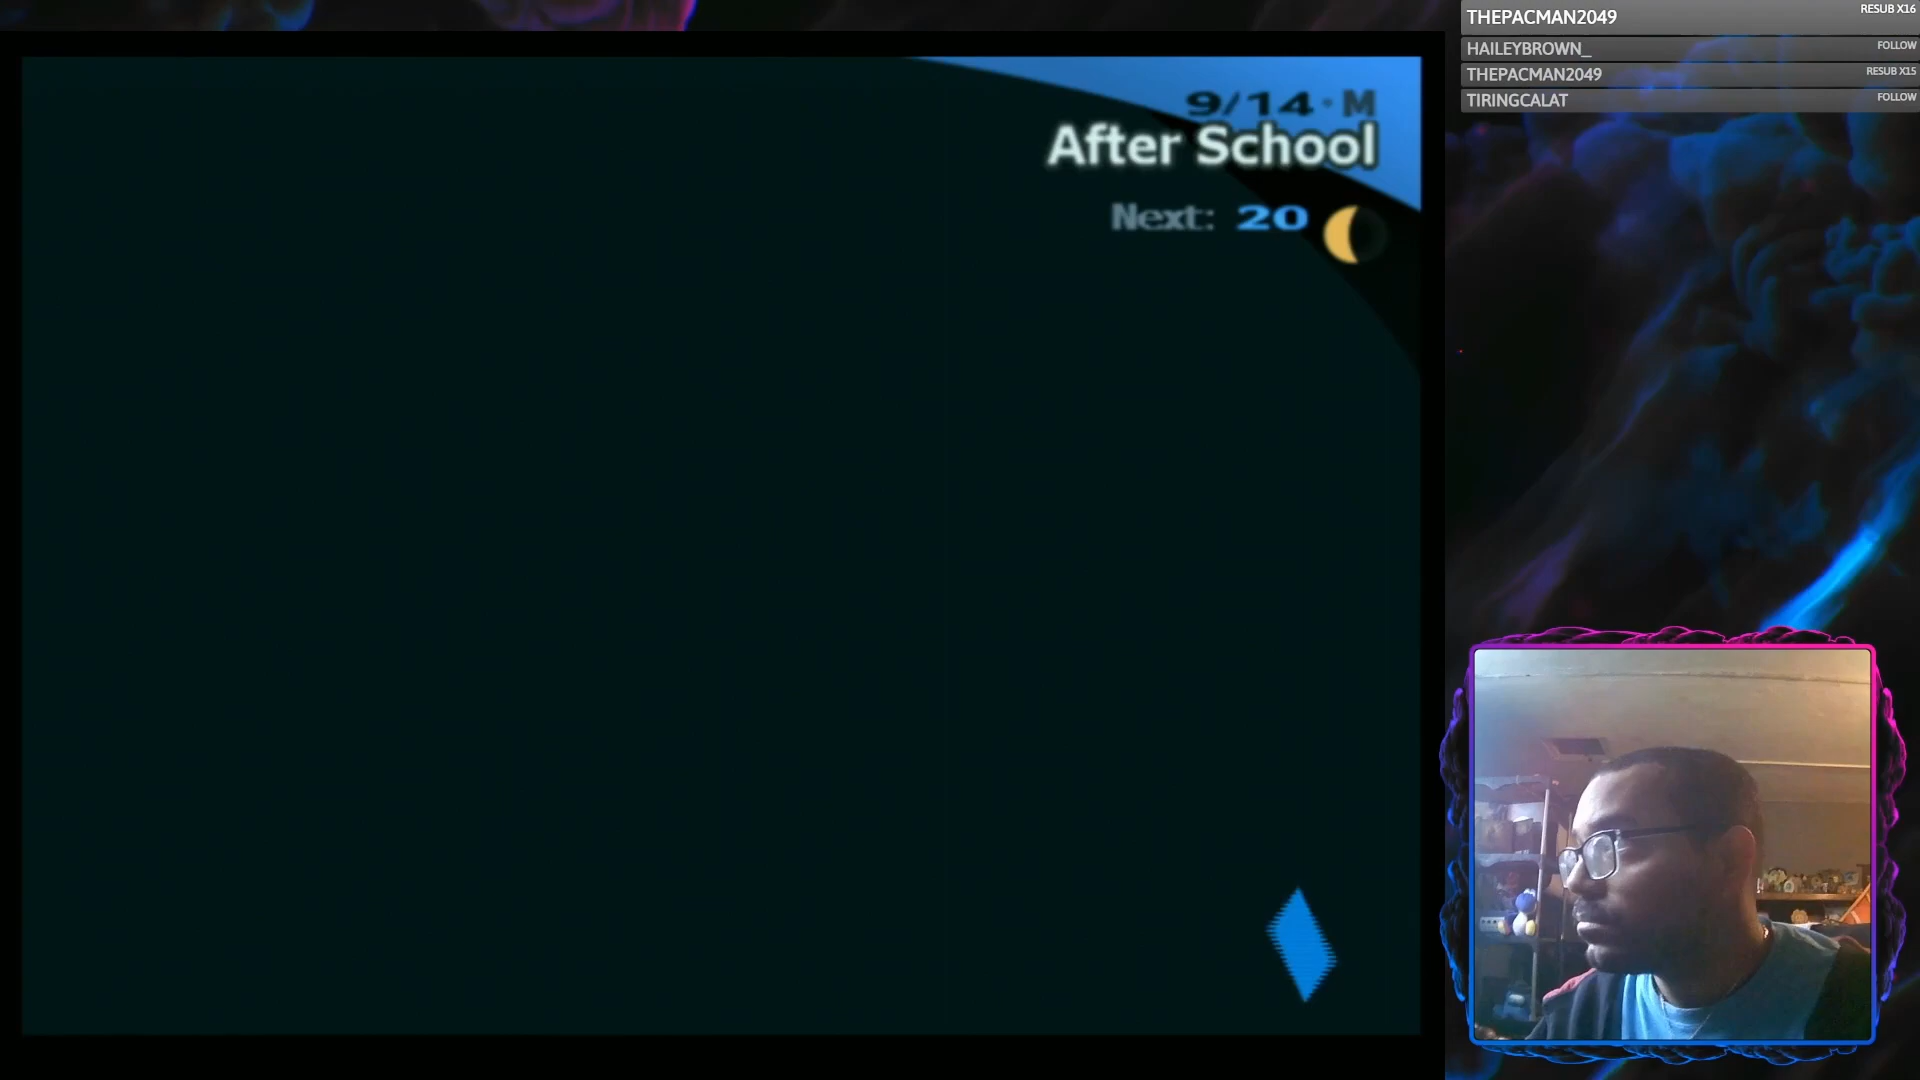 9/14·M
After School
Next: 20
THEPACMAN2049 RESUB X16
HAILEYBROWN_ FOLLOW
THEPACMAN2049 RESUB X15
TIRINGCALAT FOLLOW